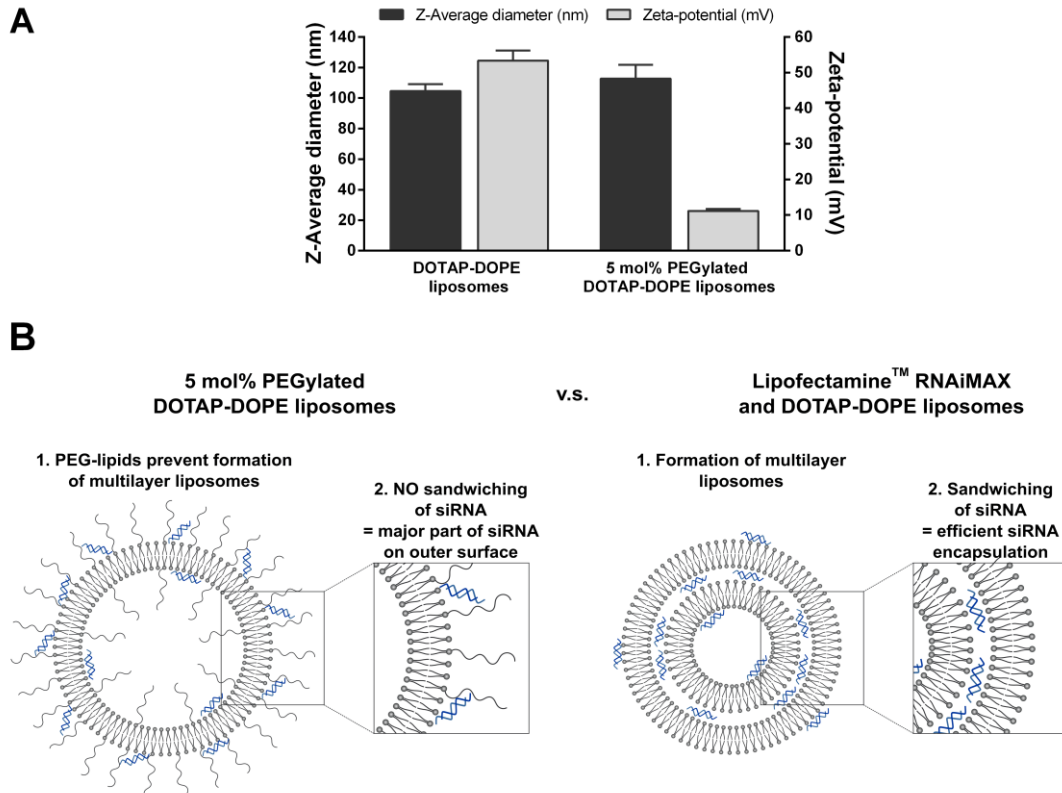 A
Z-Average diameter (nm)
Zeta-potential (mV)
Z-Average diameter (nm)
140
120
100
80
60
40
20
0
60
50
40
30
20
10
0
Zeta-potential (mV)
DOTAP-DOPE
liposomes
5 mol% PEGylated
DOTAP-DOPE liposomes
B
5 mol% PEGylated
DOTAP-DOPE liposomes
v.s.
Lipofectamine™ RNAiMAX
and DOTAP-DOPE liposomes
1. PEG-lipids prevent formation
of multilayer liposomes
2. NO sandwiching
of siRNA
= major part of siRNA
on outer surface
1. Formation of multilayer
liposomes
2. Sandwiching
of siRNA
= efficient siRNA
encapsulation